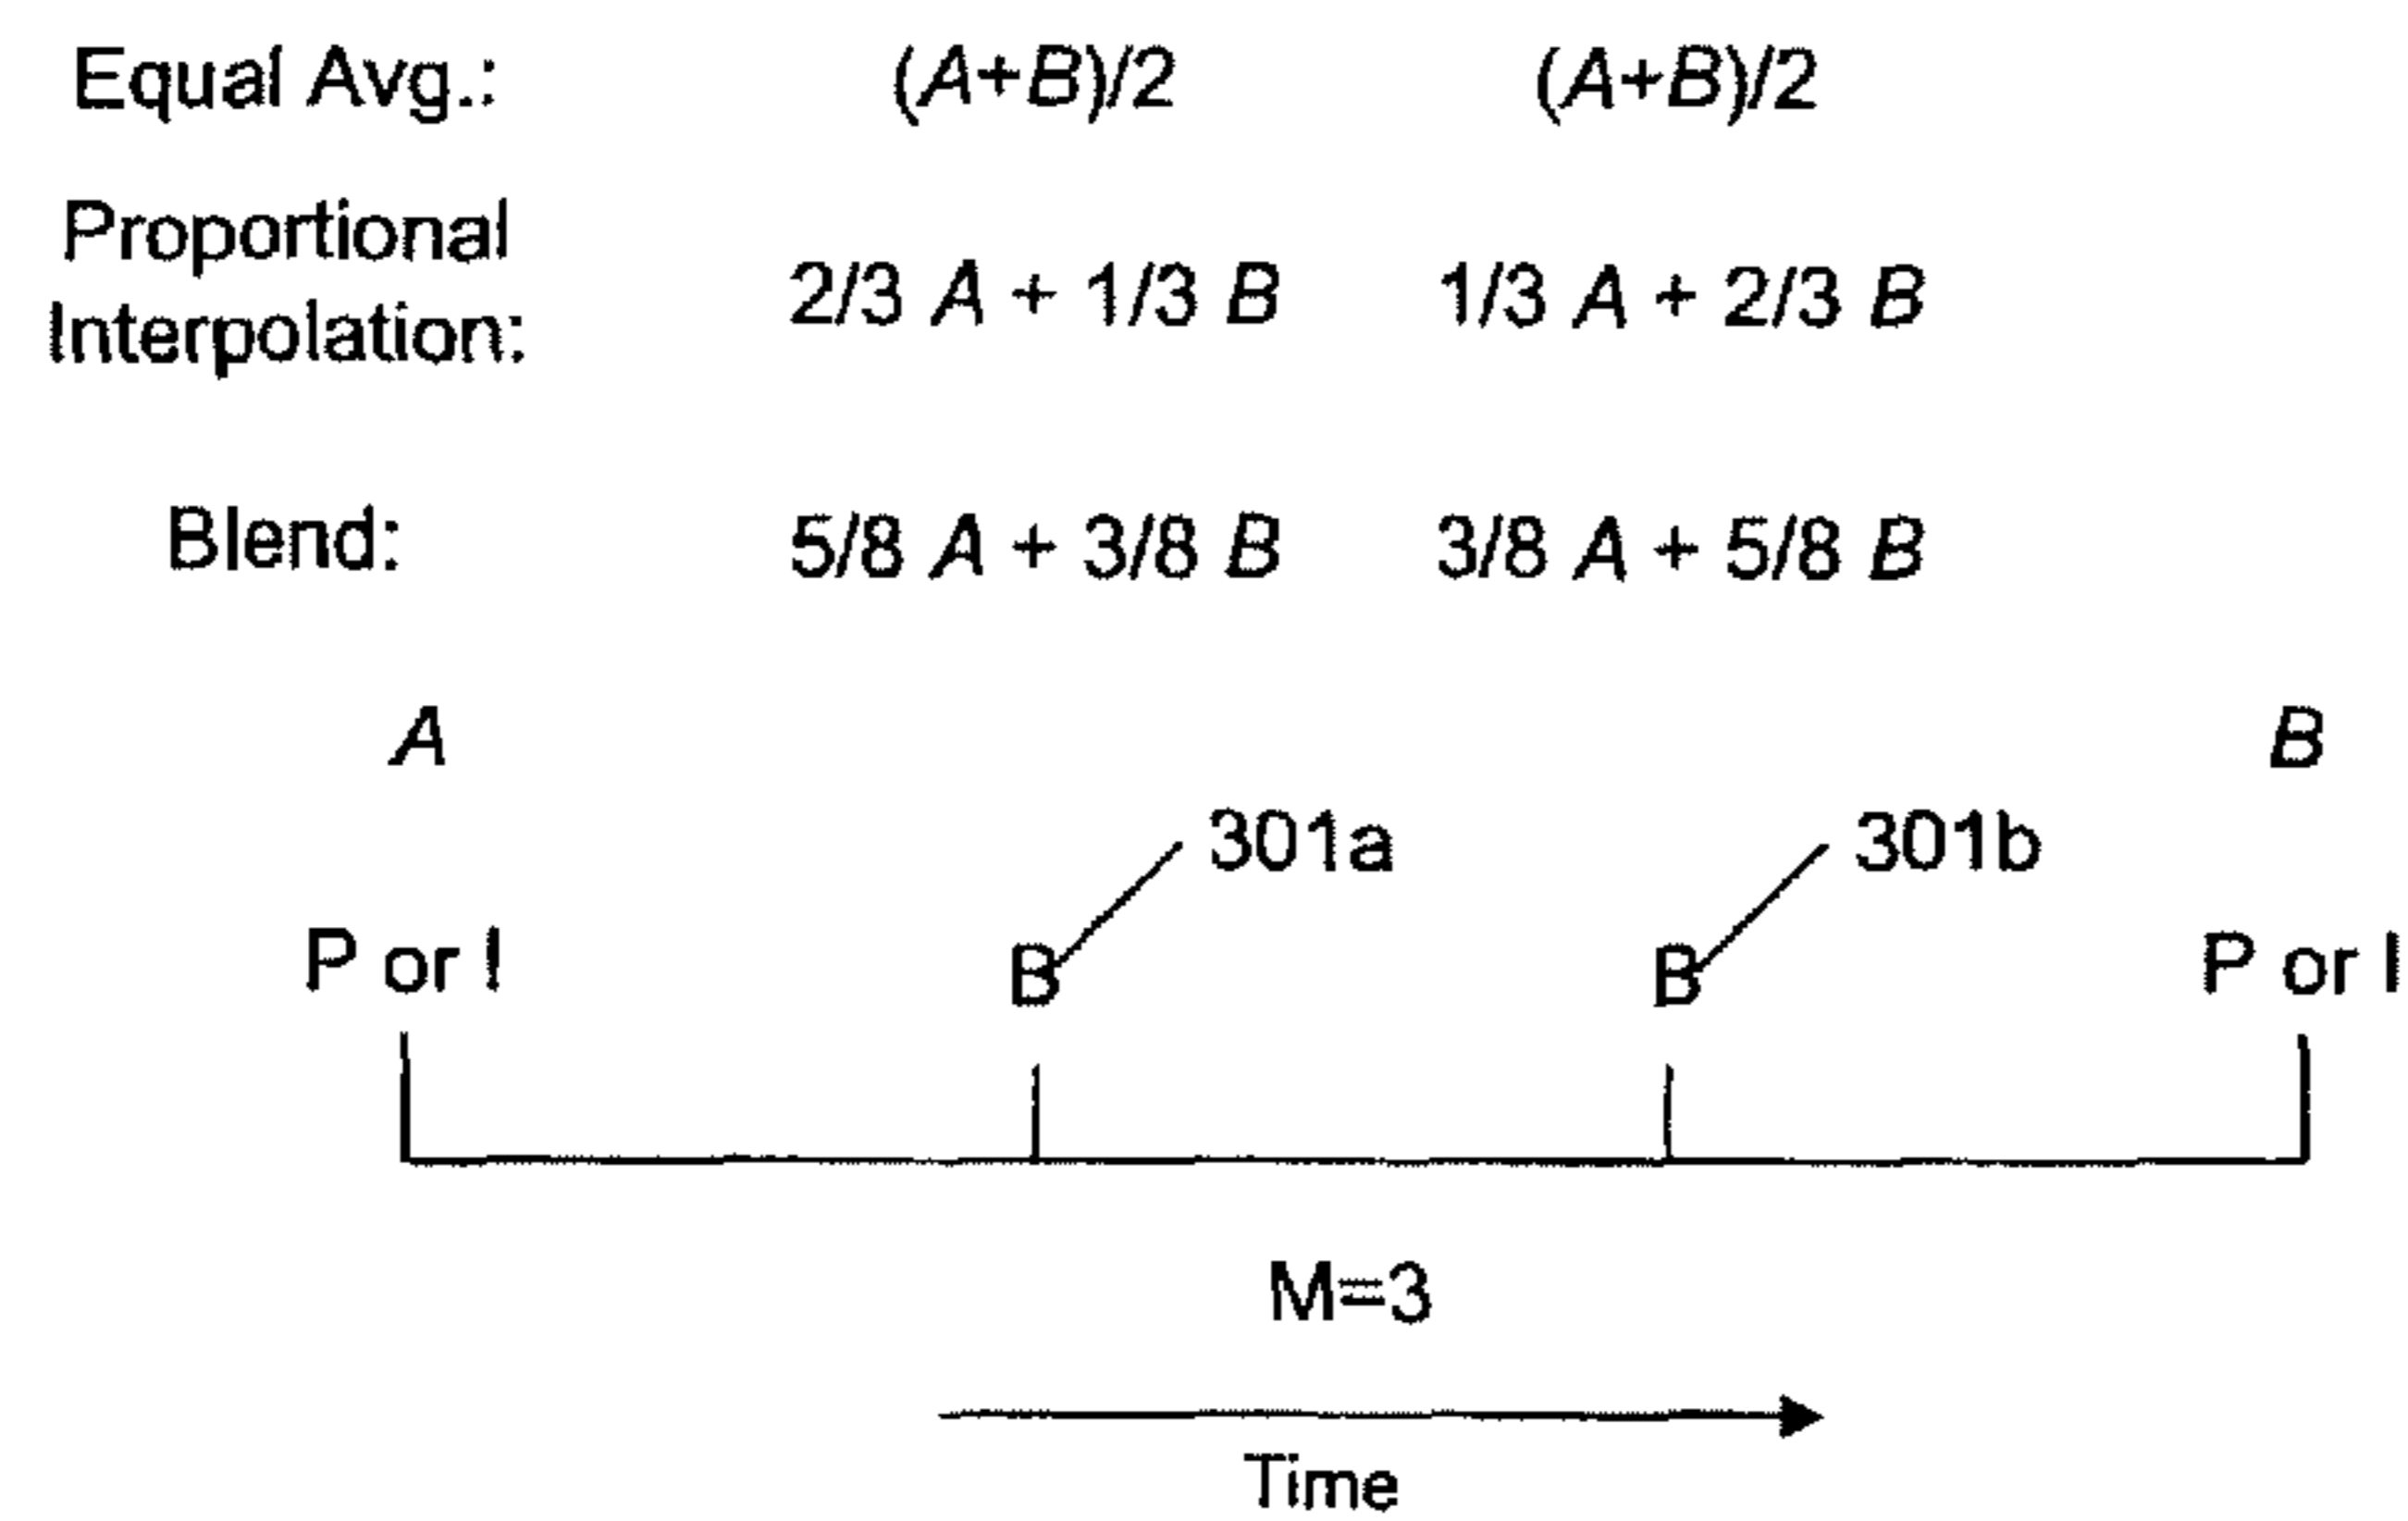 Equal Avg.: (A+B)/2 (A+B)/2
Proportional
Interpolation: 2/3 A + 1/3 B 1/3 A + 2/3 B
Blend: 5/8 A + 3/8 B 3/8 A + 5/8 B
A B
301a 301b
P or I B B P or I
M=3
Time